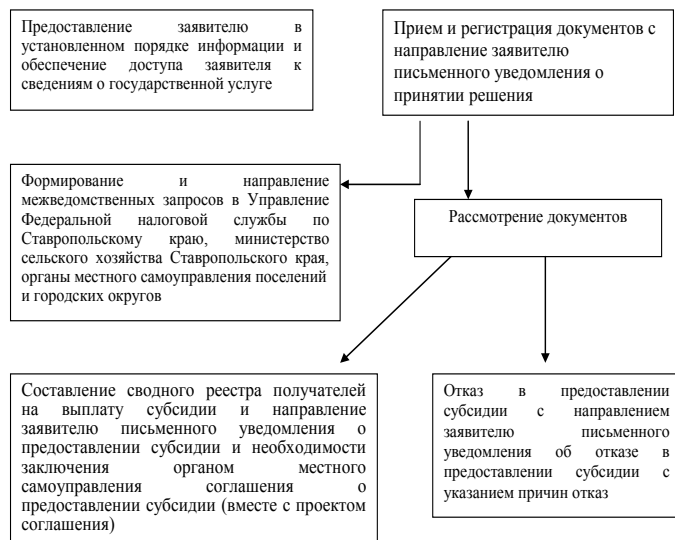 Предоставление заявителю в
установленном порядке информации и
обеспечение доступа заявителя к
сведениям о государственной услуге
Прием и регистрация документов с
направление заявителю
письменного уведомления о
принятии решения
Формирование и направление
межведомственных запросов в Управление
Федеральной налоговой службы по
Ставропольскому краю, министерство
сельского хозяйства Ставропольского края,
органы местного самоуправления поселений
и городских округов
Рассмотрение документов
Составление сводного реестра получателей
на выплату субсидии и направление
заявителю письменного уведомления о
предоставлении субсидии и необходимости
заключения органом местного
самоуправления соглашения о
предоставлении субсидии (вместе с проектом
соглашения)
Отказ в предоставлении
субсидии с направлением
заявителю письменного
уведомления об отказе в
предоставлении субсидии с
указанием причин отказ